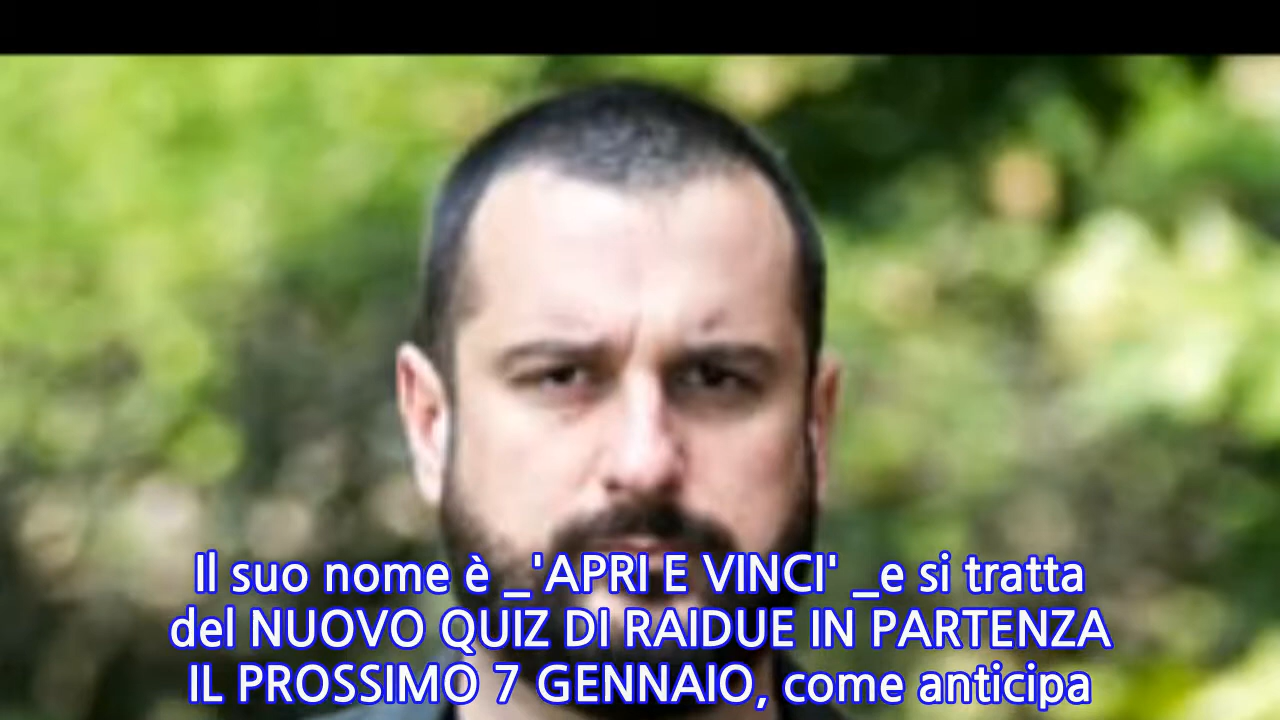 Il suo nome è _'APRI E VINCI' _e si tratta
del NUOVO QUIZ DI RAIDUE IN PARTENZA
IL PROSSIMO 7 GENNAIO, come anticipa